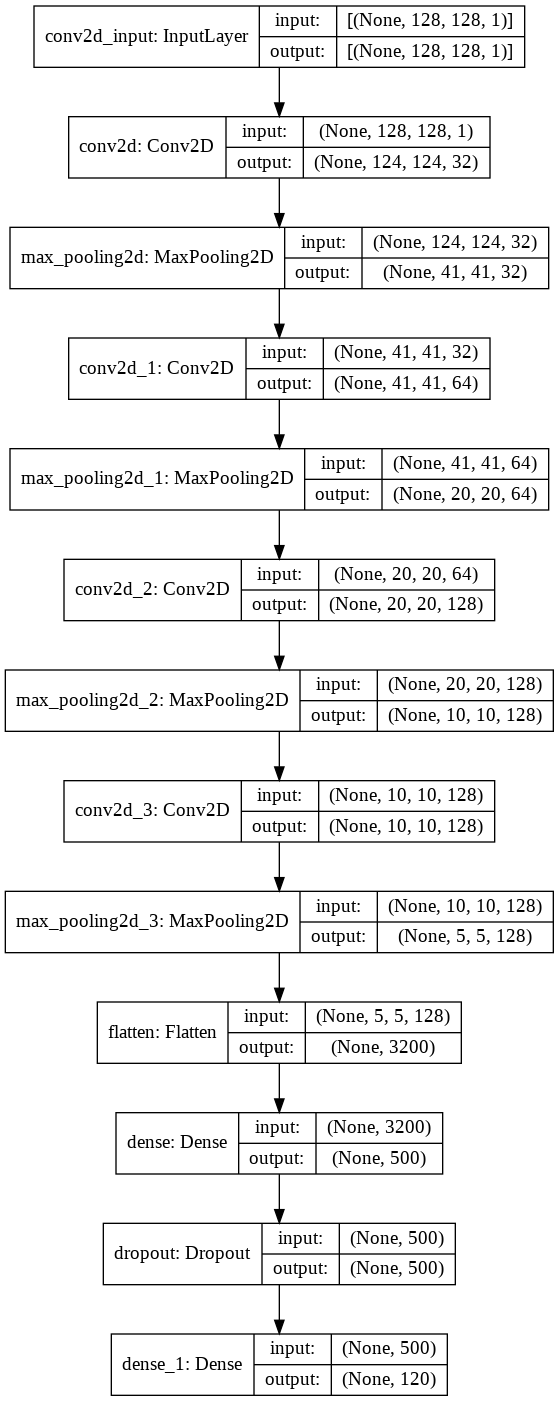 conv2d_input: InputLayer
input: [(None, 128, 128, 1)]
output: [(None, 128, 128, 1)]
conv2d: Conv2D
input: (None, 128, 128, 1)
output: (None, 124, 124, 32)
max_pooling2d: MaxPooling2D
input: (None, 124, 124, 32)
output: (None, 41, 41, 32)
conv2d_1: Conv2D
input: (None, 41, 41, 32)
output: (None, 41, 41, 64)
max_pooling2d_1: MaxPooling2D
input: (None, 41, 41, 64)
output: (None, 20, 20, 64)
conv2d_2: Conv2D
input: (None, 20, 20, 64)
output: (None, 20, 20, 128)
max_pooling2d_2: MaxPooling2D
input: (None, 20, 20, 128)
output: (None, 10, 10, 128)
conv2d_3: Conv2D
input: (None, 10, 10, 128)
output: (None, 10, 10, 128)
max_pooling2d_3: MaxPooling2D
input: (None, 10, 10, 128)
output: (None, 5, 5, 128)
flatten: Flatten
input: (None, 5, 5, 128)
output: (None, 3200)
dense: Dense
input: (None, 3200)
output: (None, 500)
dropout: Dropout
input: (None, 500)
output: (None, 500)
dense_1: Dense
input: (None, 500)
output: (None, 120)